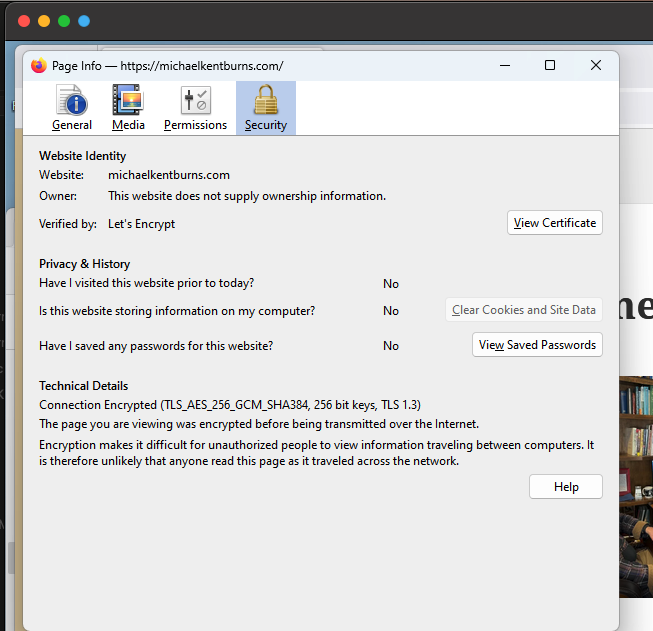 Page Info — https://michaelkentburns.com/
General Media Permissions Security
Website Identity
Website: michaelkentburns.com
Owner: This website does not supply ownership information.
Verified by: Let's Encrypt
View Certificate
Privacy & History
Have I visited this website prior to today? No
Is this website storing information on my computer? No
Clear Cookies and Site Data
Have I saved any passwords for this website? No
View Saved Passwords
Technical Details
Connection Encrypted (TLS_AES_256_GCM_SHA384, 256 bit keys, TLS 1.3)
The page you are viewing was encrypted before being transmitted over the Internet.
Encryption makes it difficult for unauthorized people to view information traveling between computers. It
is therefore unlikely that anyone read this page as it traveled across the network.
Help